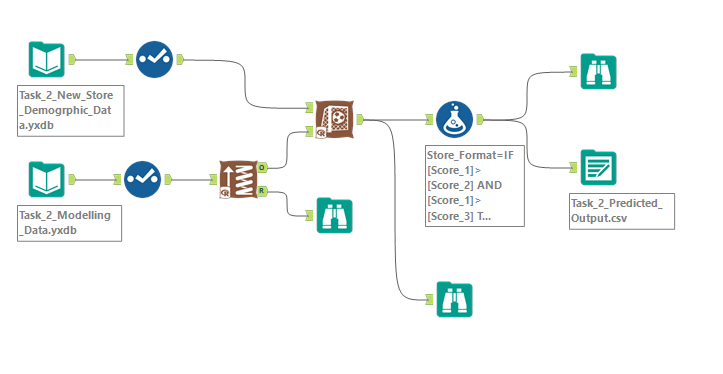 Task_2_New_Store
_Demogrphic_Dat
a.yxdb
Task_2_Modelling
_Data.yxdb
O
R
Store_Format=IF
[Score_1]>
[Score_2] AND
[Score_1]>
[Score_3] T...
Task_2_Predicted_
Output.csv